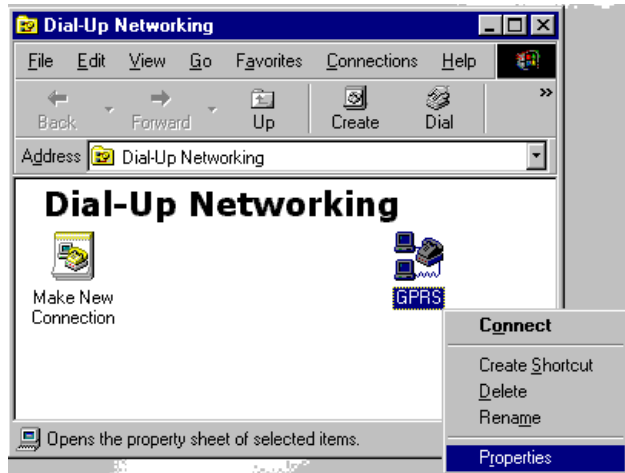 Dial-Up Networking
File Edit View Go Favorites Connections Help
Back Forward Up Create Dial »
Address Dial-Up Networking
Dial-Up Networking
Make New
Connection
GPRS
Connect
Create Shortcut
Delete
Rename
Properties
Opens the property sheet of selected items.